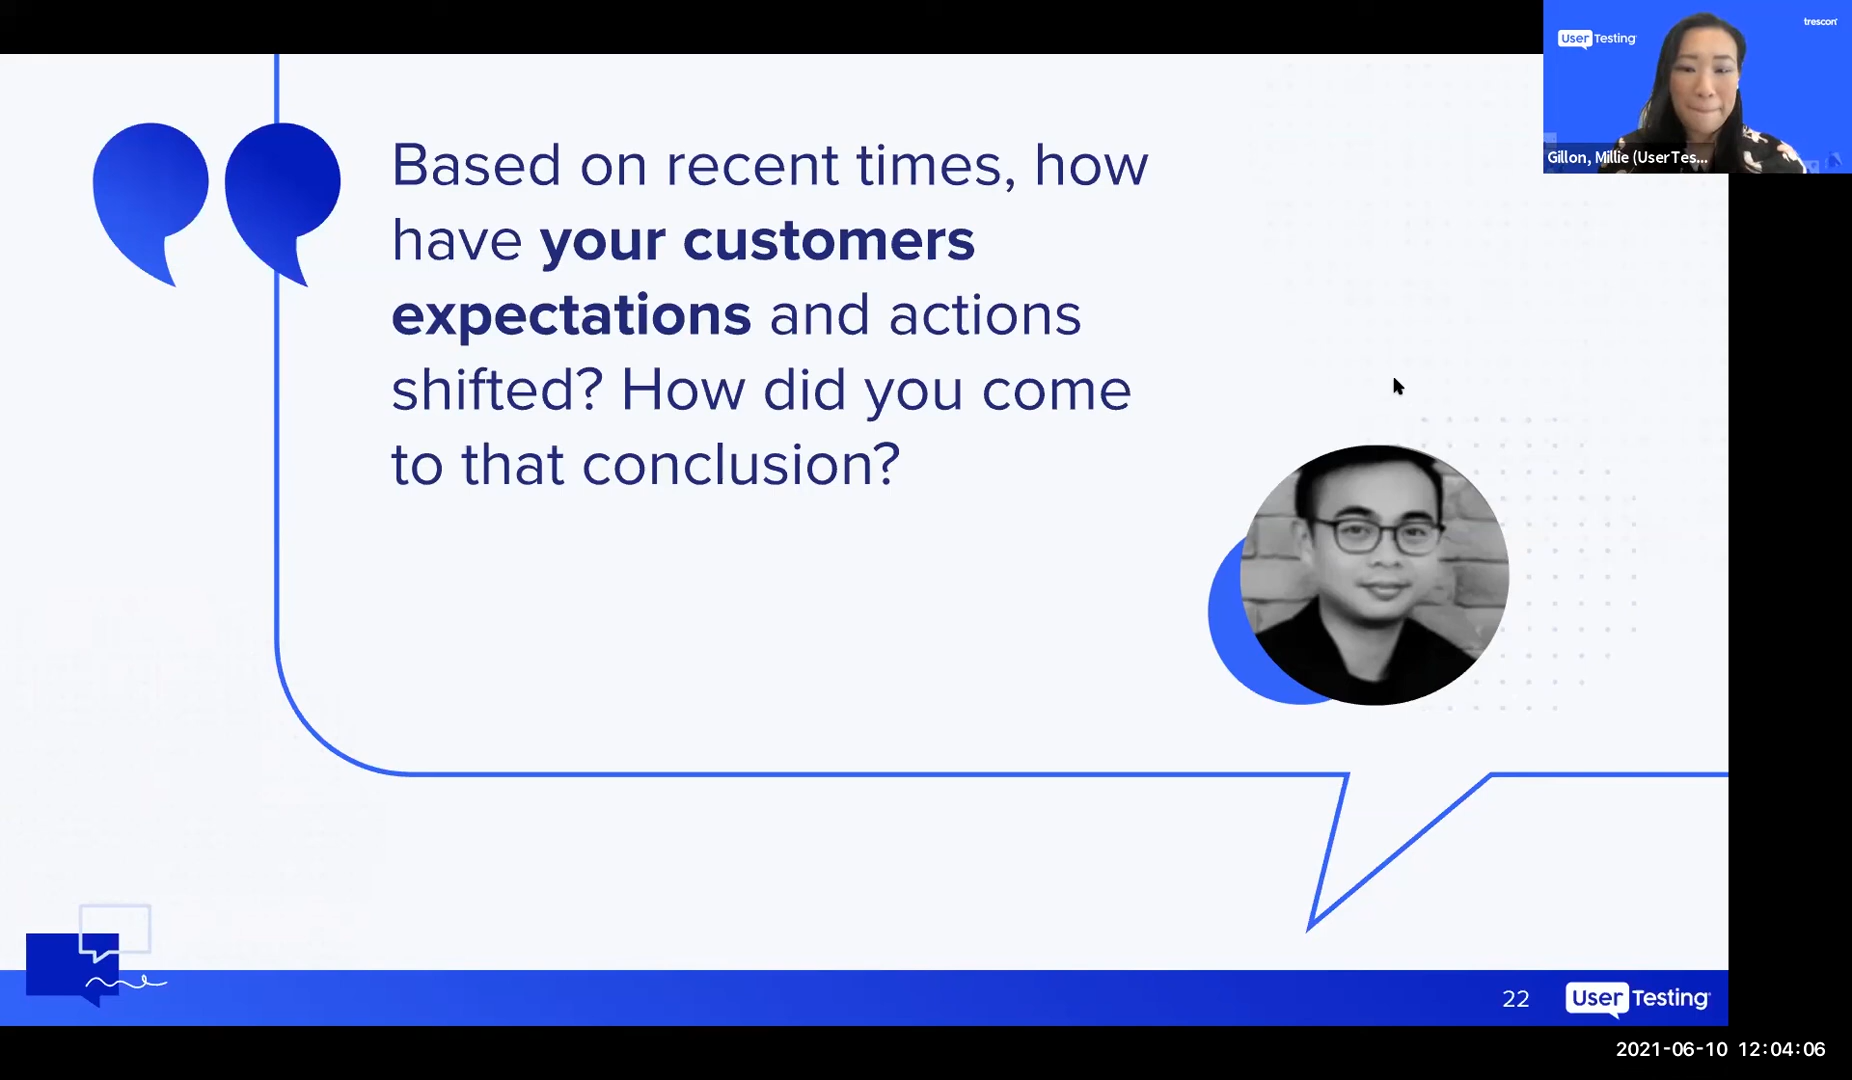 User Testing
trescon
Gillon, Millie (UserTes...
Based on recent times, how
have your customers
expectations and actions
shifted? How did you come
to that conclusion?
22
User Testing
2021-06-10 12:04:06